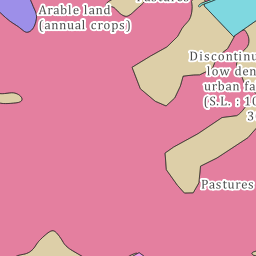 Pastures
Arable land
(annual crops)
Discontinu
low den
urban fa
(S.L. : 10
3
Pastures